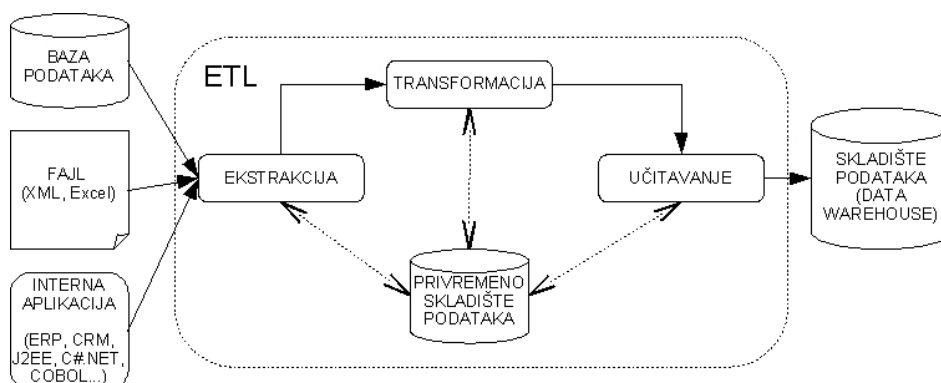 BAZA
PODATAKA
FAJL
(XML, Excel)
INTERNA
APLIKACIJA
(ERP, CRM,
J2EE, C#.NET,
COBOL...)
ETL
EKSTRAKCIJA
TRANSFORMACIJA
UČITAVANJE
PRIVREMENO
SKLADIŠTE
PODATAKA
SKLADIŠTE
PODATAKA
(DATA
WAREHOUSE)